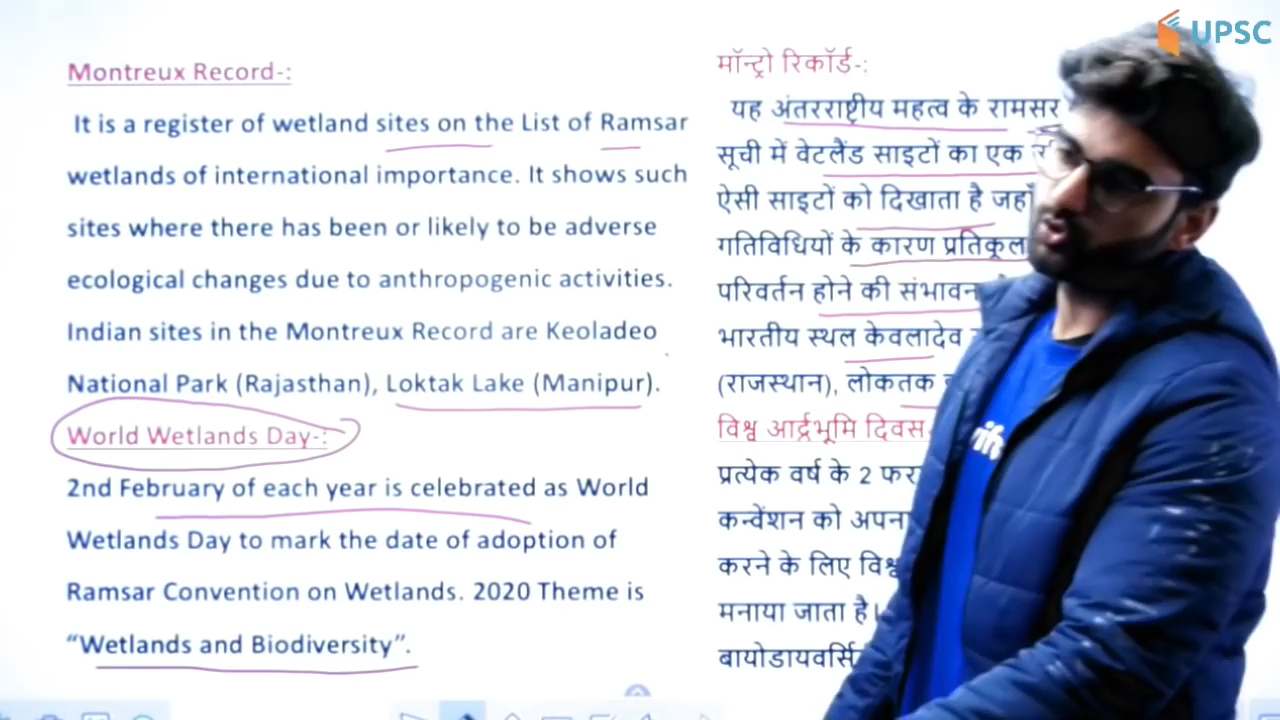 UPSC
Montreux Record-:
It is a register of wetland sites on the List of Ramsar
wetlands of international importance. It shows such
sites where there has been or likely to be adverse
ecological changes due to anthropogenic activities.
Indian sites in the Montreux Record are Keoladeo
National Park (Rajasthan), Loktak Lake (Manipur).
World Wetlands Day-:
2nd February of each year is celebrated as World
Wetlands Day to mark the date of adoption of
Ramsar Convention on Wetlands. 2020 Theme is
“Wetlands and Biodiversity”.
मॉन्ट्रो रिकॉर्ड-:
यह अंतरराष्ट्रीय महत्व के रामसर
सूची में वेटलैंड साइटों का एक
ऐसी साइटों को दिखाता है जहाँ
गतिविधियों के कारण प्रतिकूल
परिवर्तन होने की
भारतीय स्थल केवलादेव
(राजस्थान), लोकतक
विश्व आर्द्रभूमि दिवस
प्रत्येक वर्ष के 2
कन्वेंशन को
करने के लिए
मनाया जाता है।